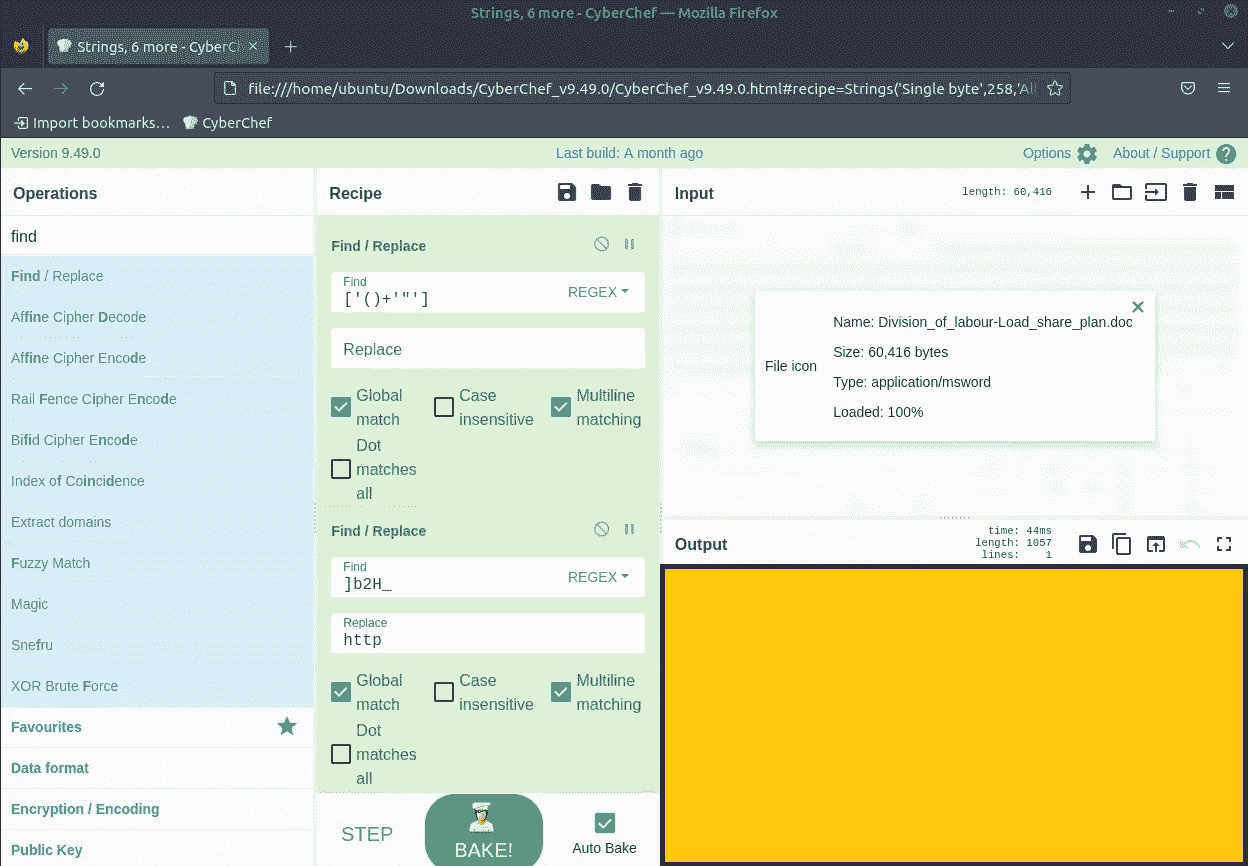 Strings, 6 more - CyberChef — Mozilla Firefox
Strings, 6 more - CyberCh
file:///home/ubuntu/Downloads/CyberChef_v9.49.0/CyberChef_v9.49.0.html#recipe=Strings('Single byte',258,'Al
Import bookmarks… CyberChef
Version 9.49.0
Last build: A month ago
Options
About / Support
Operations
find
Find / Replace
Affine Cipher Decode
Affine Cipher Encode
Rail Fence Cipher Encode
Bifid Cipher Encode
Index of Coincidence
Extract domains
Fuzzy Match
Magic
Snefru
XOR Brute Force
Favourites
Data format
Encryption / Encoding
Public Key
Recipe
Find / Replace
Find
['()+'"']
REGEX
Replace
Global match
Case insensitive
Multiline matching
Dot matches all
Find / Replace
Find
]b2H_
REGEX
Replace
http
Global match
Case insensitive
Multiline matching
Dot matches all
STEP
BAKE!
Auto Bake
Input
length: 60,416
File icon
Name: Division_of_labour-Load_share_plan.doc
Size: 60,416 bytes
Type: application/msword
Loaded: 100%
Output
time: 44ms
length: 1057
lines: 1